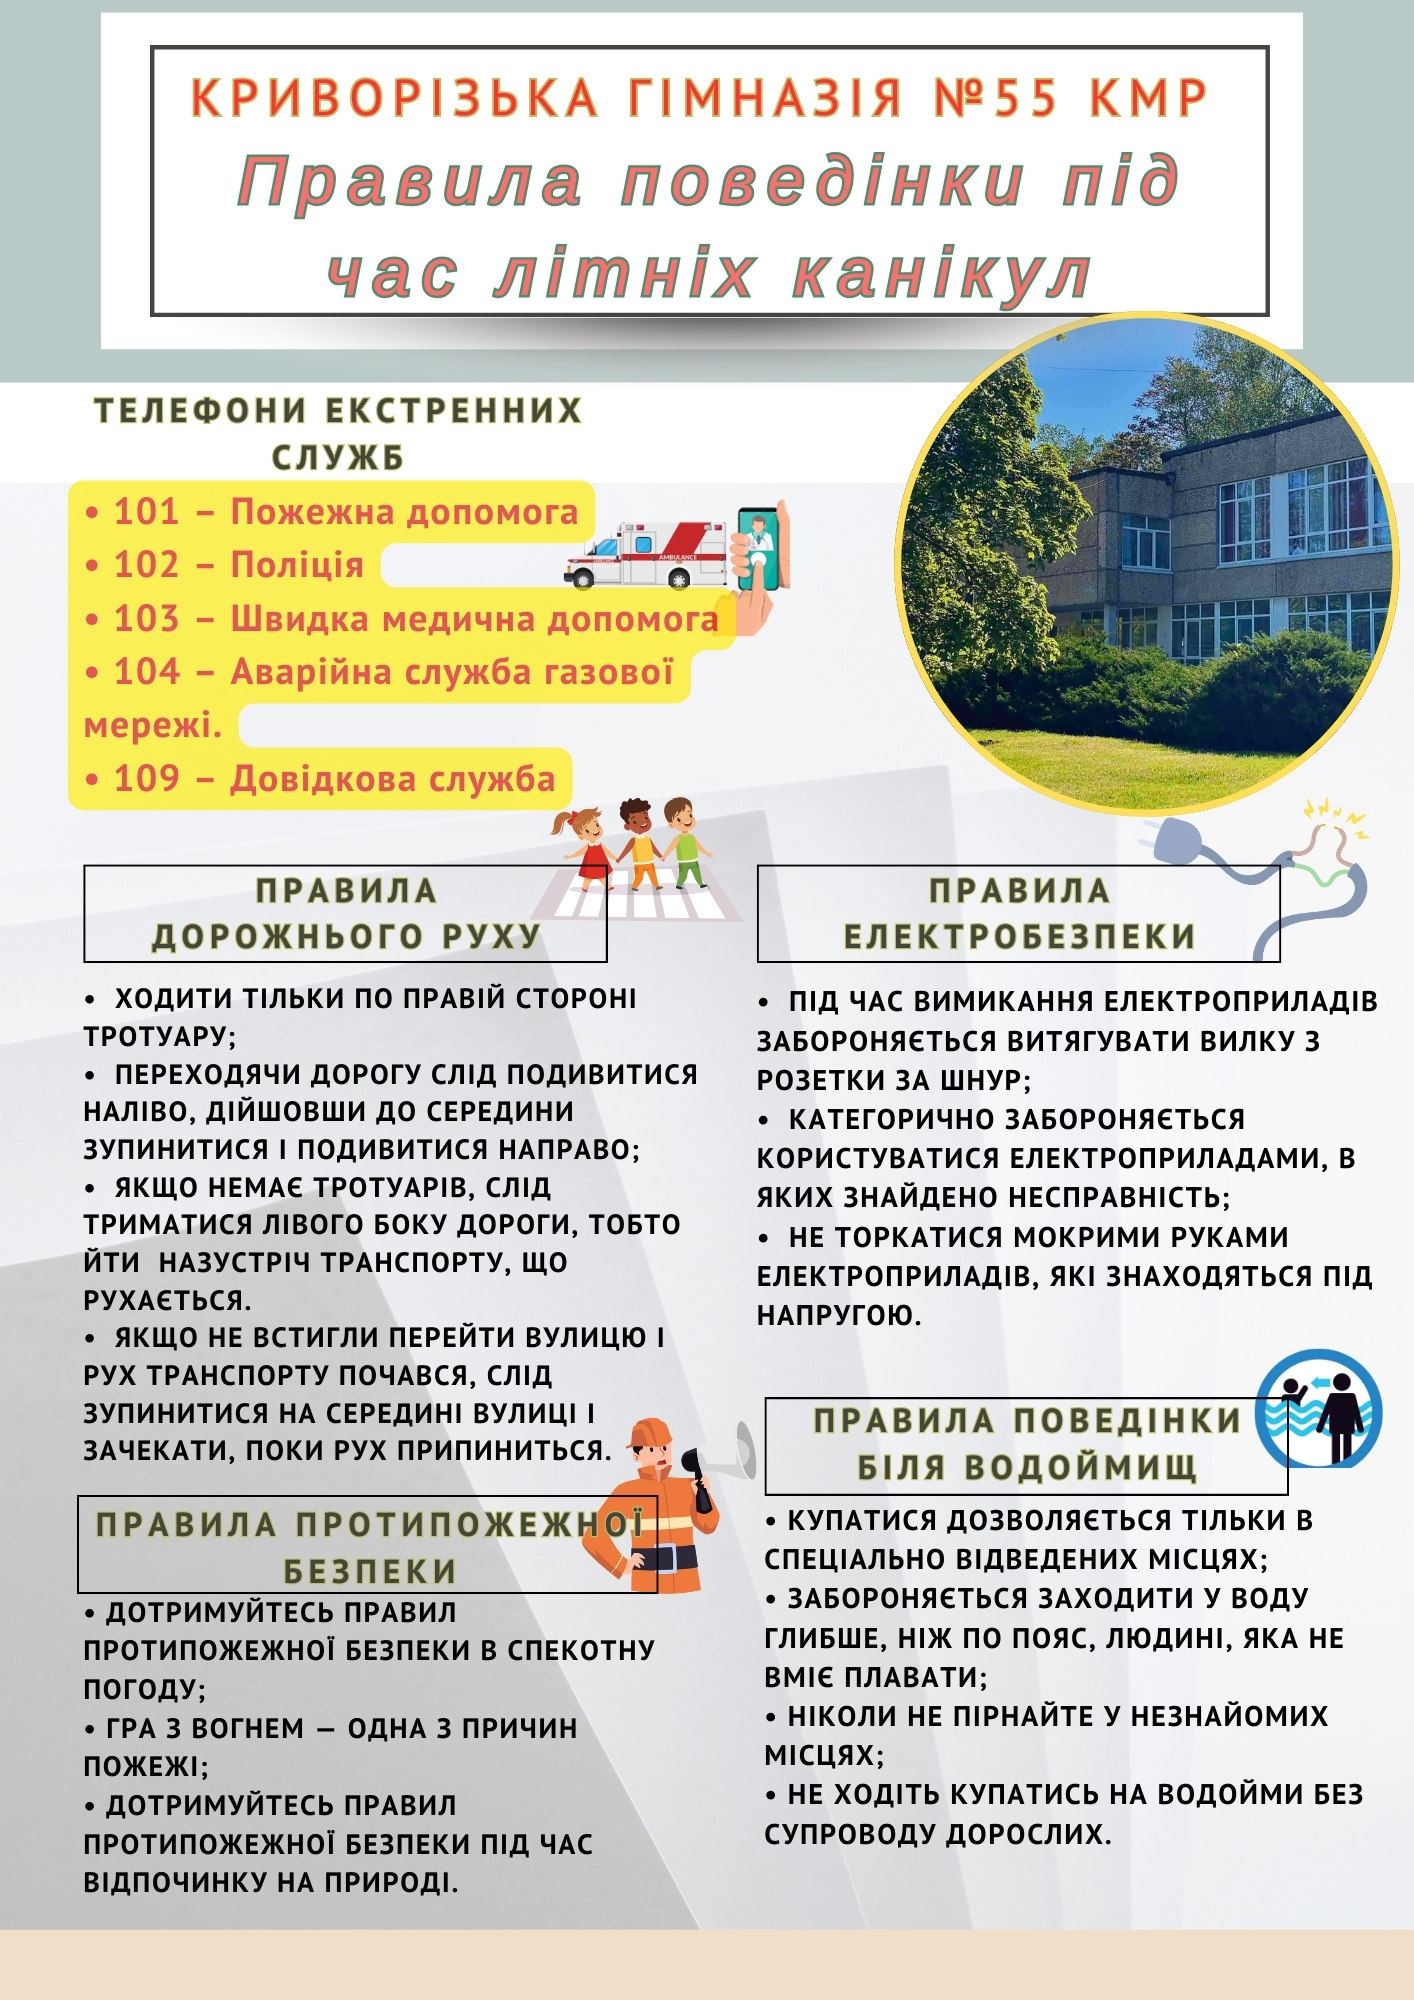 КРИВОРІЗЬКА ГІМНАЗІЯ №55 КМР
Правила поведінки під
час літніх канікул
ТЕЛЕФОНИ ЕКСТРЕННИХ
СЛУЖБ
• 101 – Пожежна допомога
• 102 – Поліція
• 103 – Швидка медична допомога
• 104 – Аварійна служба газової
мережі.
• 109 – Довідкова служба
AMBULANCE
ПРАВИЛА
ДОРОЖНЬОГО РУХУ
• ХОДИТИ ТІЛЬКИ ПО ПРАВІЙ СТОРОНІ
ТРОТУАРУ;
• ПЕРЕХОДЯЧИ ДОРОГУ СЛІД ПОДИВИТИСЯ
НАЛІВО, ДІЙШОВШИ ДО СЕРЕДИНИ
ЗУПИНИТИСЯ І ПОДИВИТИСЯ НАПРАВО;
• ЯКЩО НЕМАЄ ТРОТУАРІВ, СЛІД
ТРИМАТИСЯ ЛІВОГО БОКУ ДОРОГИ, ТОБТО
ЙТИ НАЗУСТРІЧ ТРАНСПОРТУ, ЩО
РУХАЄТЬСЯ.
• ЯКЩО НЕ ВСТИГЛИ ПЕРЕЙТИ ВУЛИЦЮ І
РУХ ТРАНСПОРТУ ПОЧАВСЯ, СЛІД
ЗУПИНИТИСЯ НА СЕРЕДИНІ ВУЛИЦІ І
ЗАЧЕКАТИ, ПОКИ РУХ ПРИПИНИТЬСЯ.
ПРАВИЛА ПРОТИПОЖЕЖНОЇ
БЕЗПЕКИ
• ДОТРИМУЙТЕСЬ ПРАВИЛ
ПРОТИПОЖЕЖНОЇ БЕЗПЕКИ В СПЕКОТНУ
ПОГОДУ;
• ГРА З ВОГНЕМ — ОДНА З ПРИЧИН
ПОЖЕЖІ;
• ДОТРИМУЙТЕСЬ ПРАВИЛ
ПРОТИПОЖЕЖНОЇ БЕЗПЕКИ ПІД ЧАС
ВІДПОЧИНКУ НА ПРИРОДІ.
ПРАВИЛА
ЕЛЕКТРОБЕЗПЕКИ
• ПІД ЧАС ВИМИКАННЯ ЕЛЕКТРОПРИЛАДІВ
ЗАБОРОНЯЄТЬСЯ ВИТЯГУВАТИ ВИЛКУ З
РОЗЕТКИ ЗА ШНУР;
• КАТЕГОРИЧНО ЗАБОРОНЯЄТЬСЯ
КОРИСТУВАТИСЯ ЕЛЕКТРОПРИЛАДАМИ, В
ЯКИХ ЗНАЙДЕНО НЕСПРАВНІСТЬ;
• НЕ ТОРКАТИСЯ МОКРИМИ РУКАМИ
ЕЛЕКТРОПРИЛАДІВ, ЯКІ ЗНАХОДЯТЬСЯ ПІД
НАПРУГОЮ.
ПРАВИЛА ПОВЕДІНКИ
БІЛЯ ВОДОЙМИЩ
• КУПАТИСЯ ДОЗВОЛЯЄТЬСЯ ТІЛЬКИ В
СПЕЦІАЛЬНО ВІДВЕДЕНИХ МІСЦЯХ;
• ЗАБОРОНЯЄТЬСЯ ЗАХОДИТИ У ВОДУ
ГЛИБШЕ, НІЖ ПО ПОЯС, ЛЮДИНІ, ЯКА НЕ
ВМІЄ ПЛАВАТИ;
• НІКОЛИ НЕ ПІРНАЙТЕ У НЕЗНАЙОМИХ
МІСЦЯХ;
• НЕ ХОДІТЬ КУПАТИСЬ НА ВОДОЙМИ БЕЗ
СУПРОВОДУ ДОРОСЛИХ.